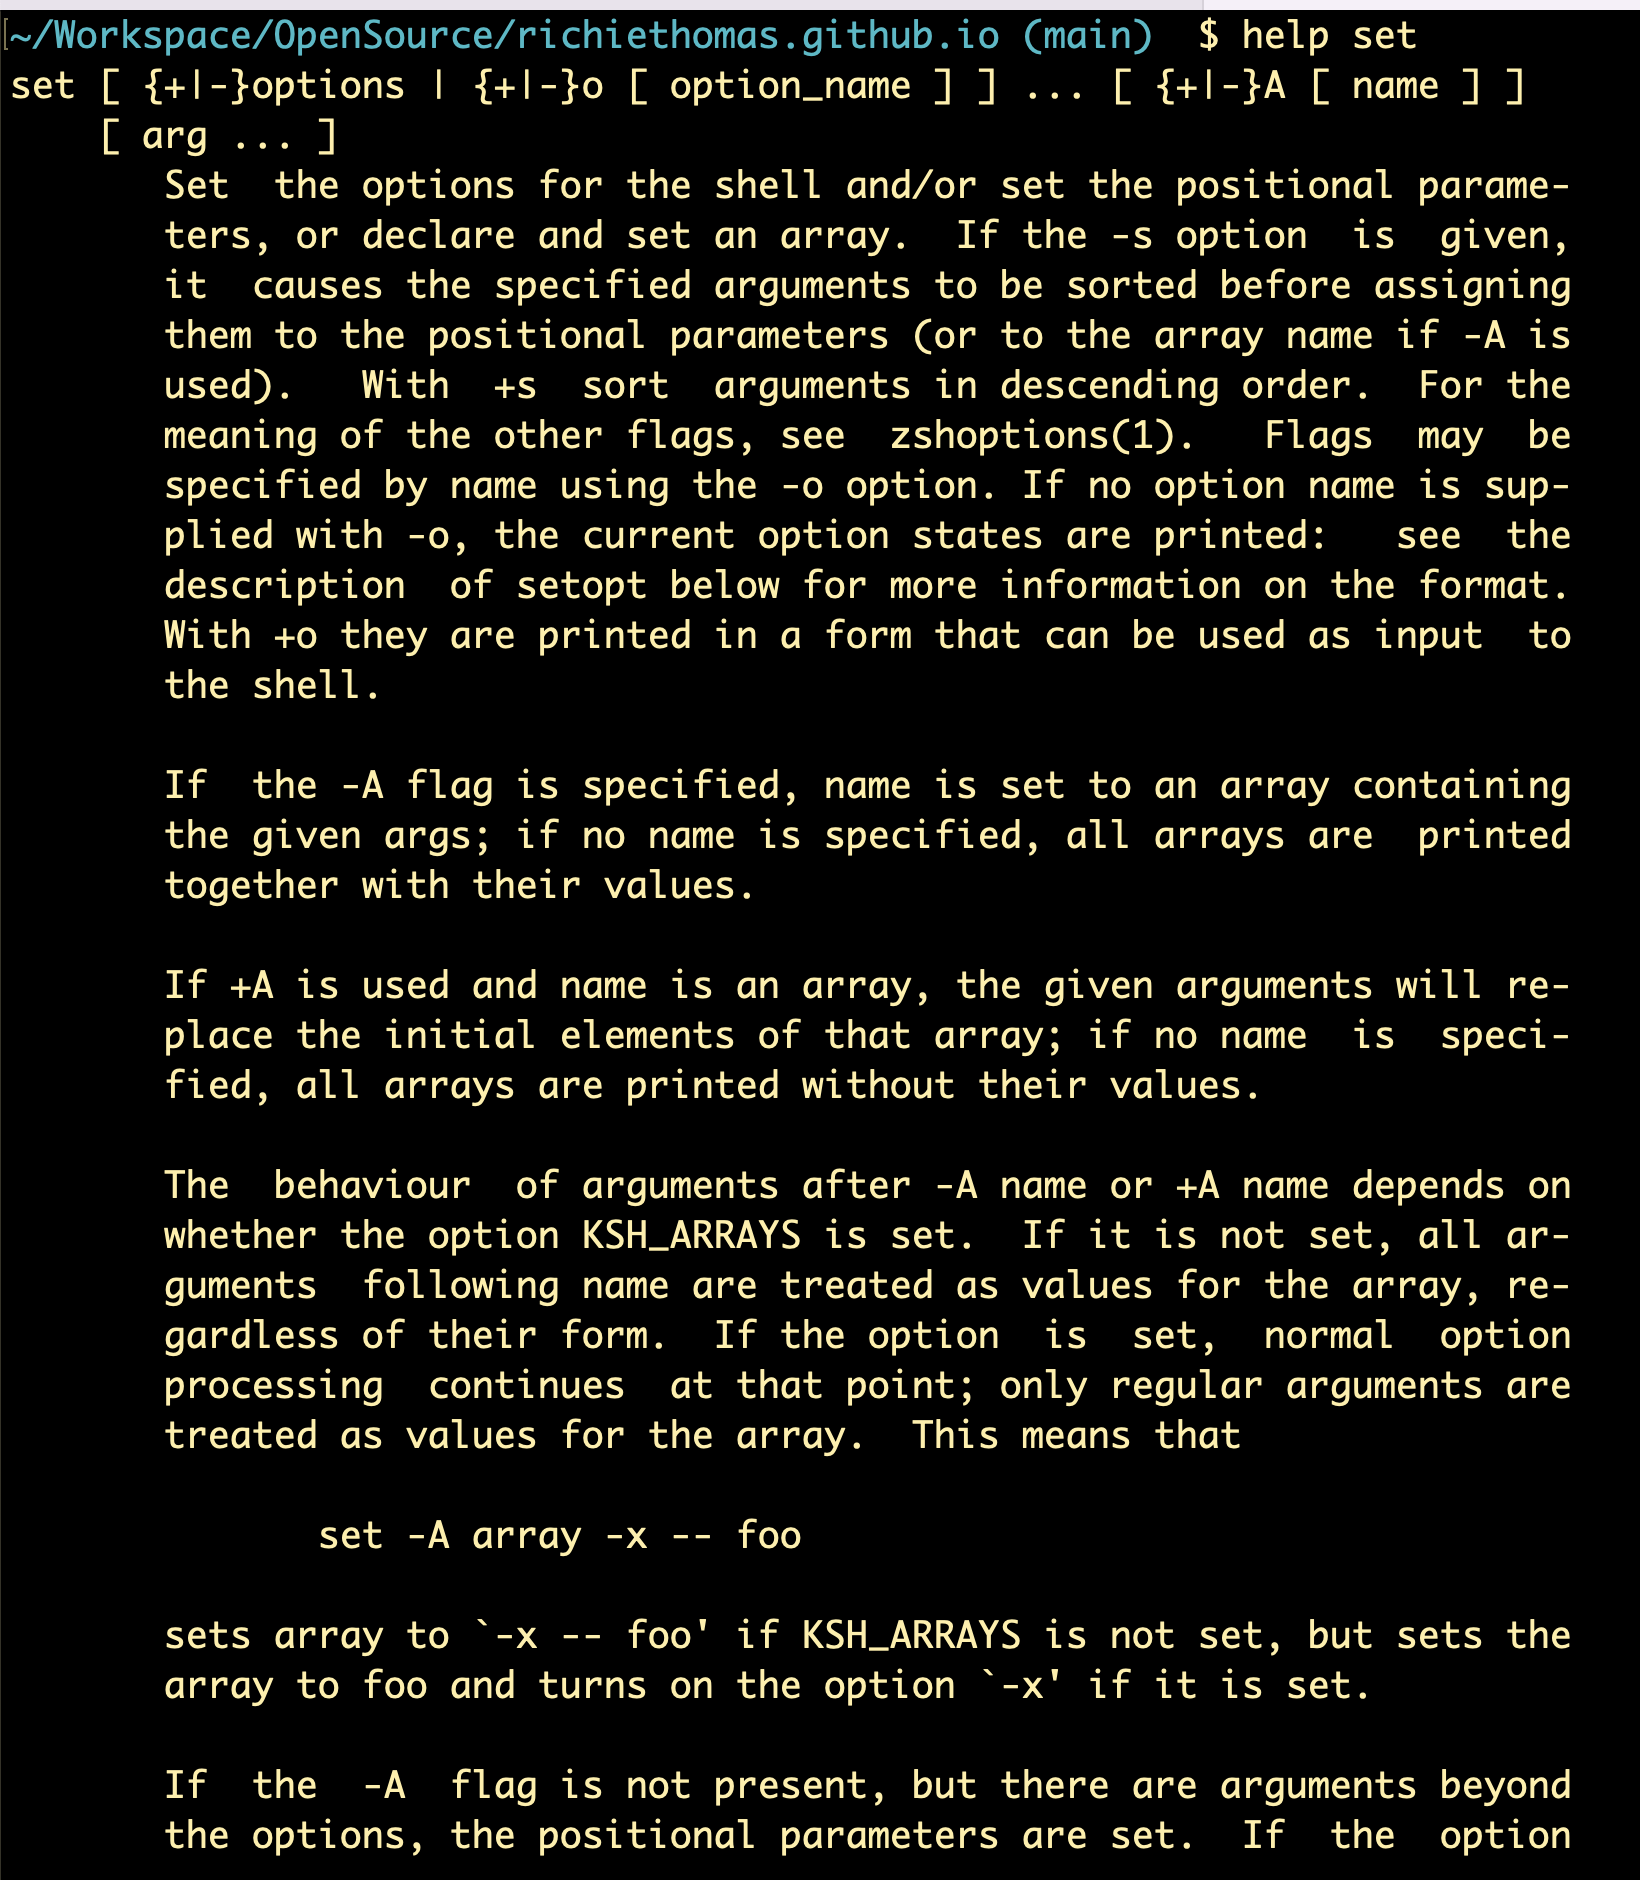 ~/Workspace/OpenSource/richiethomas.github.io (main)  $ help set
set [ {+|-}options | {+|-}o [ option_name ] ] ... [ {+|-}A [ name ] ]
    [ arg ... ]
       Set  the options for the shell and/or set the positional parame-
       ters, or declare and set an array.  If the -s option  is  given,
       it  causes the specified arguments to be sorted before assigning
       them to the positional parameters (or to the array name if -A is
       used).   With  +s  sort  arguments in descending order.  For the
       meaning of the other flags, see  zshoptions(1).   Flags  may  be
       specified by name using the -o option. If no option name is sup-
       plied with -o, the current option states are printed:   see  the
       description  of setopt below for more information on the format.
       With +o they are printed in a form that can be used as input  to
       the shell.

       If  the -A flag is specified, name is set to an array containing
       the given args; if no name is specified, all arrays are  printed
       together with their values.

       If +A is used and name is an array, the given arguments will re-
       place the initial elements of that array; if no name  is  speci-
       fied, all arrays are printed without their values.

       The  behaviour  of arguments after -A name or +A name depends on
       whether the option KSH_ARRAYS is set.  If it is not set, all ar-
       guments  following name are treated as values for the array, re-
       gardless of their form.  If the option  is  set,  normal  option
       processing  continues  at that point; only regular arguments are
       treated as values for the array.  This means that

              set -A array -x -- foo

       sets array to `-x -- foo' if KSH_ARRAYS is not set, but sets the
       array to foo and turns on the option `-x' if it is set.

       If  the  -A  flag is not present, but there are arguments beyond
       the options, the positional parameters are set.  If  the  option